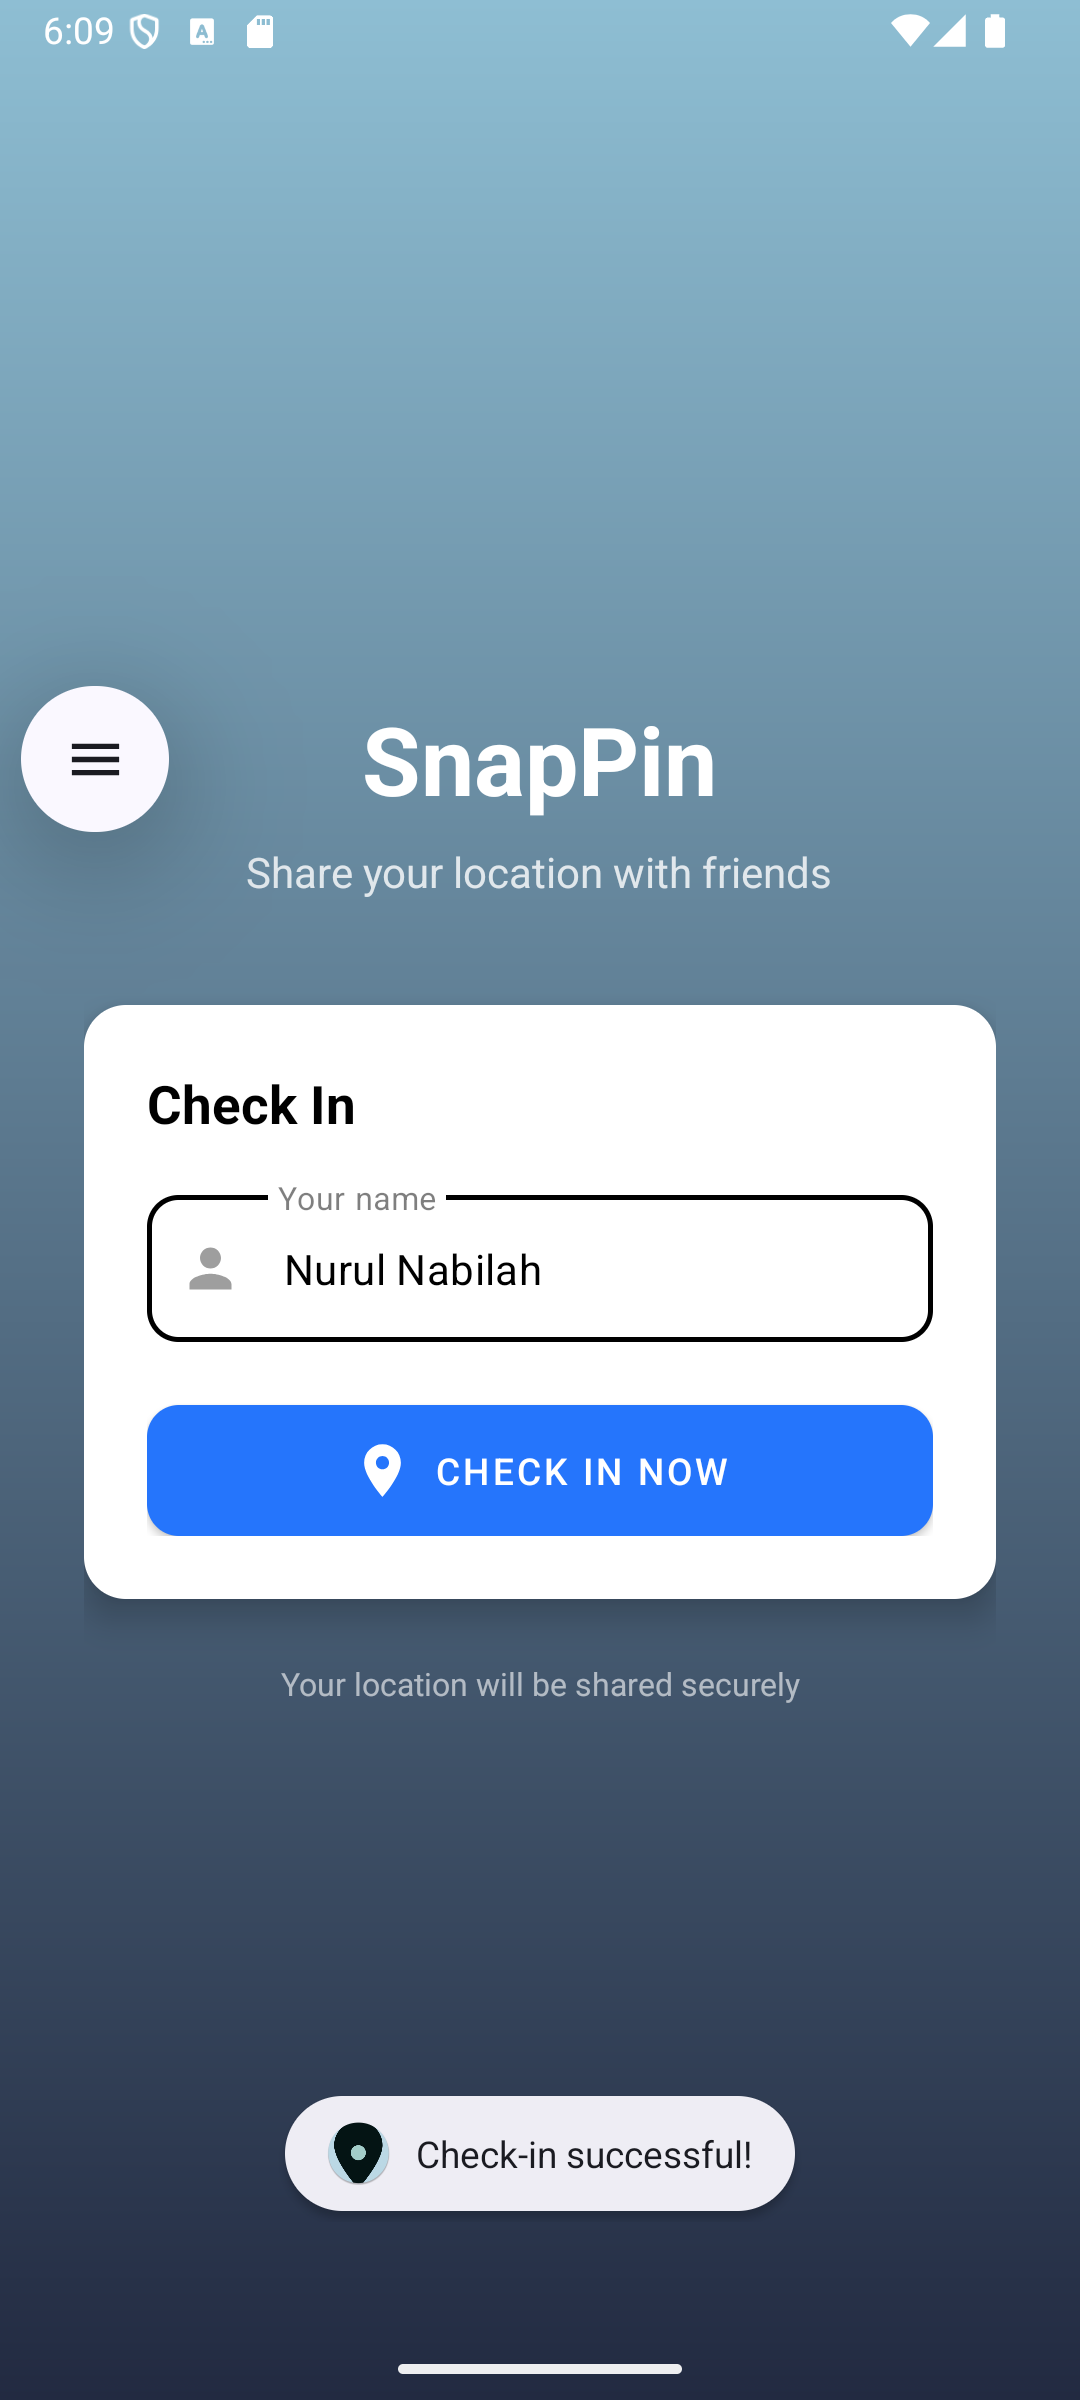 6:09
SnapPin
Share your location with friends
Check In
Your name
Nurul Nabilah
CHECK IN NOW
Your location will be shared securely
Check-in successful!